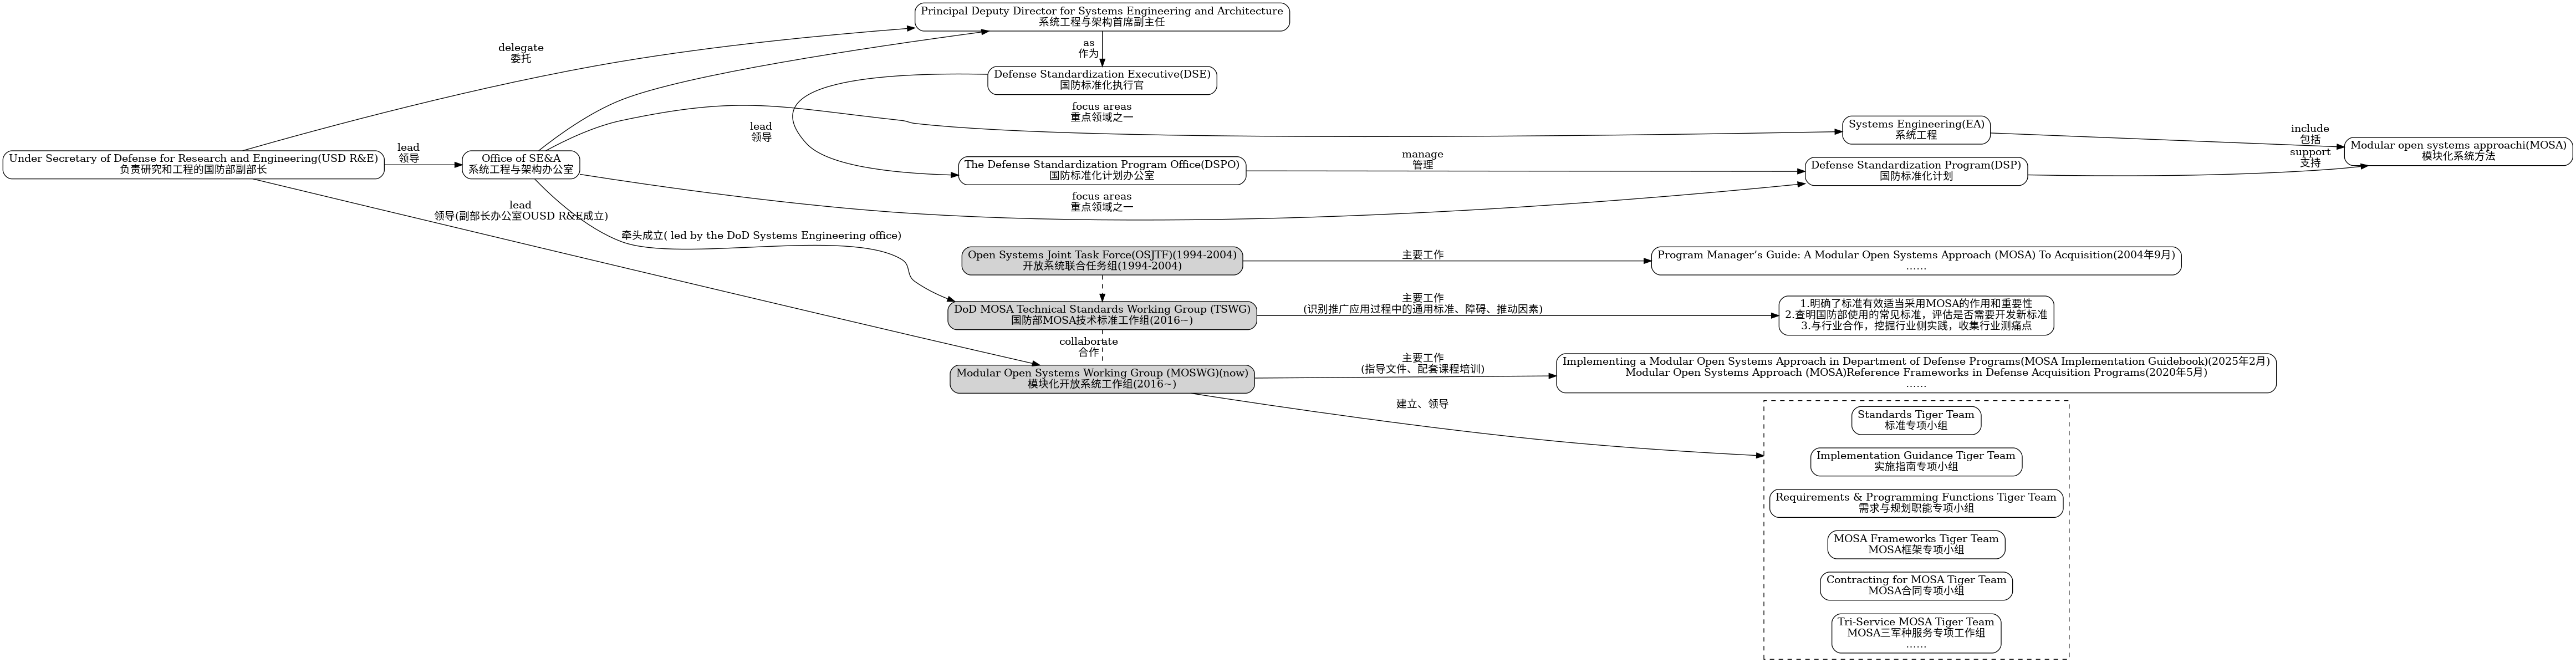 Principal Deputy Director for Systems Engineering and Architecture
系统工程与架构首席副主任
delegate
委托
as
作为
Defense Standardization Executive(DSE)
国防标准化执行官
focus areas
重点领域之一
lead
领导
Systems Engineering(EA)
系统工程
include
包括
Modular open systems approachi(MOSA)
模块化系统方法
support
支持
Under Secretary of Defense for Research and Engineering(USD R&E)
负责研究和工程的国防部副部长
lead
领导
Office of SE&A
系统工程与架构办公室
The Defense Standardization Program Office(DSPO)
国防标准化计划办公室
manage
管理
Defense Standardization Program(DSP)
国防标准化计划
focus areas
重点领域之一
lead
领导(副部长办公室OUSD R&E成立)
牵头成立( led by the DoD Systems Engineering office)
Open Systems Joint Task Force(OSJTF)(1994-2004)
开放系统联合任务组(1994-2004)
主要工作
Program Manager’s Guide: A Modular Open Systems Approach (MOSA) To Acquisition(2004年9月)
……
DoD MOSA Technical Standards Working Group (TSWG)
国防部MOSA技术标准工作组(2016~)
主要工作
(识别推广应用过程中的通用标准、障碍、推动因素)
1.明确了标准有效适当采用MOSA的作用和重要性
2.查明国防部使用的常见标准，评估是否需要开发新标准
3.与行业合作，挖掘行业侧实践，收集行业测痛点
collaborate
合作
Modular Open Systems Working Group (MOSWG)(now)
模块化开放系统工作组(2016~)
主要工作
(指导文件、配套课程培训)
Implementing a Modular Open Systems Approach in Department of Defense Programs(MOSA Implementation Guidebook)(2025年2月)
Modular Open Systems Approach (MOSA)Reference Frameworks in Defense Acquisition Programs(2020年5月)
……
建立、领导
Standards Tiger Team
标准专项小组
Implementation Guidance Tiger Team
实施指南专项小组
Requirements & Programming Functions Tiger Team
需求与规划职能专项小组
MOSA Frameworks Tiger Team
MOSA框架专项小组
Contracting for MOSA Tiger Team
MOSA合同专项小组
Tri-Service MOSA Tiger Team
MOSA三军种服务专项工作组
……